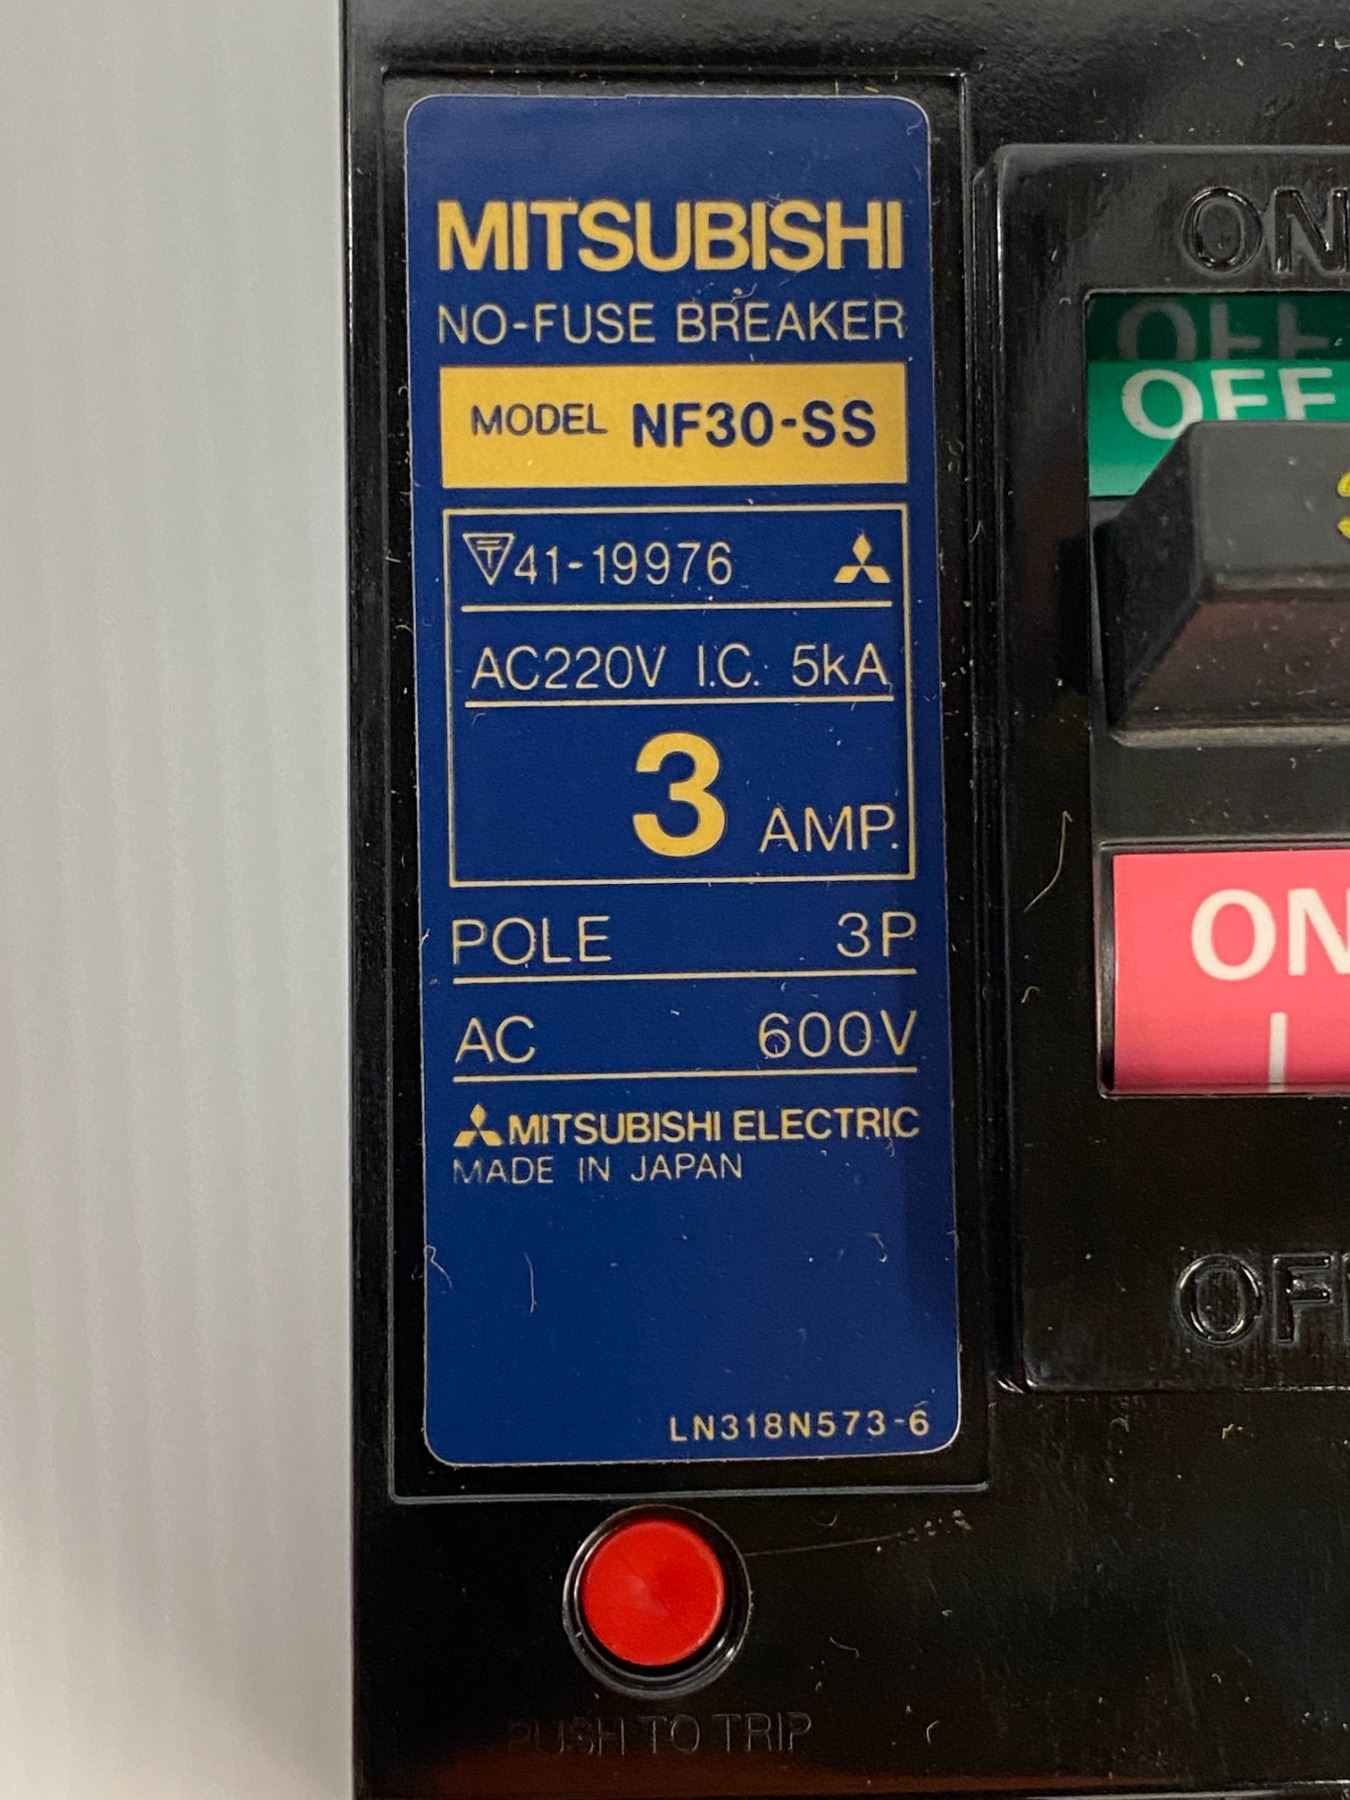 MITSUBISHI
NO-FUSE BREAKER
MODEL NF30-SS
41-19976
AC220V I.C. 5kA
3 AMP.
POLE 3P
AC 600V
MITSUBISHI ELECTRIC
MADE IN JAPAN
LN318N573-6
PUSH TO TRIP
ON
OFF
OFF
ON